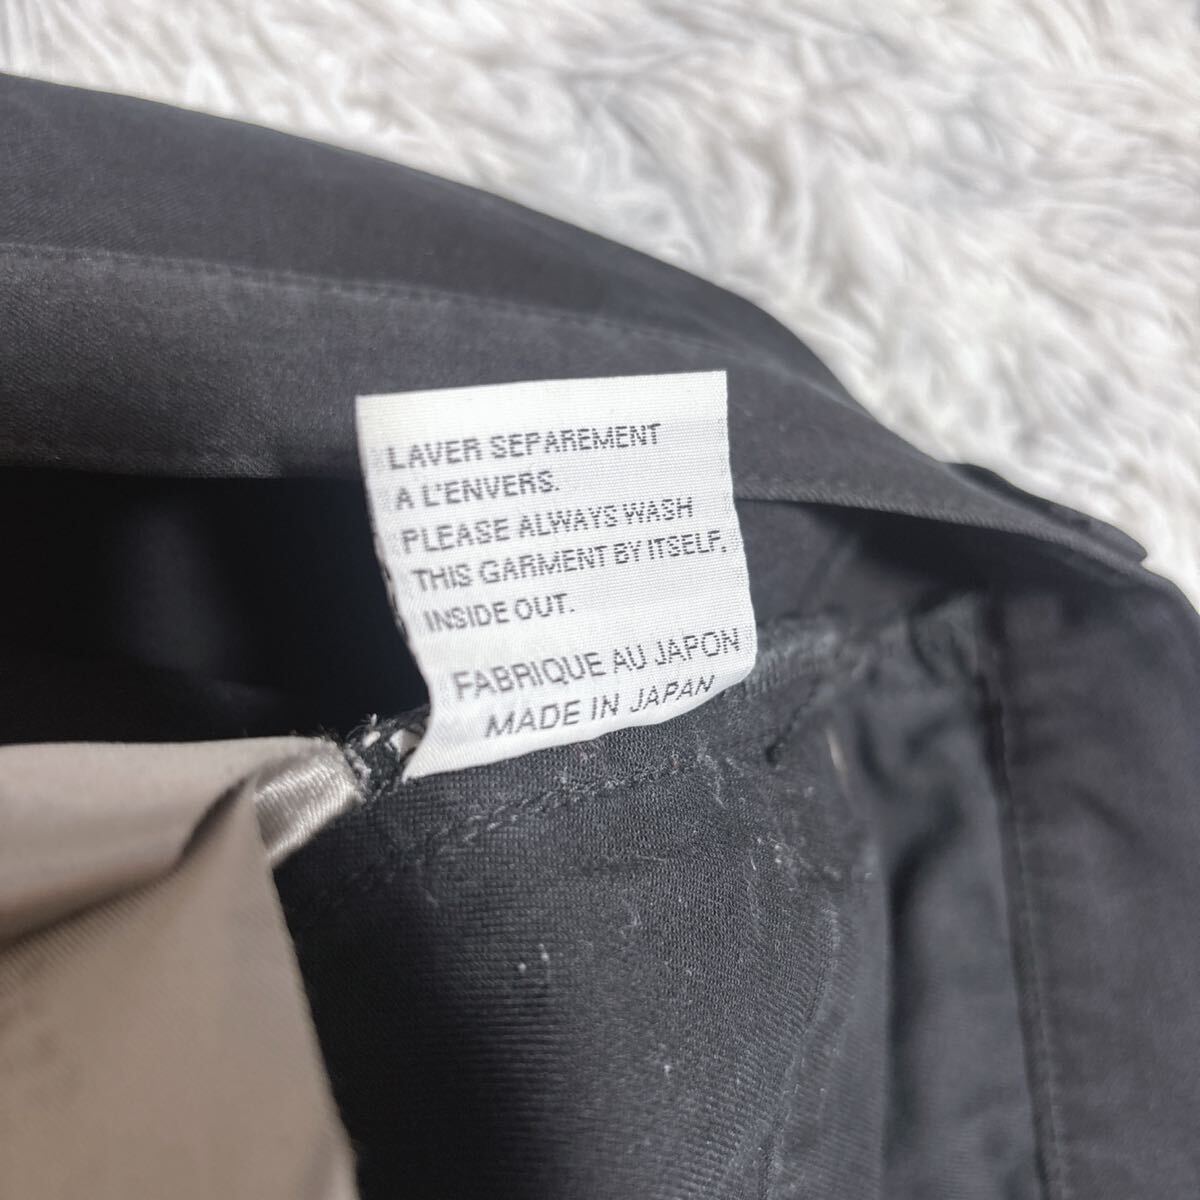 LAVER SEPAREMENT
A L'ENVERS.
PLEASE ALWAYS WASH
THIS GARMENT BY ITSELF,
INSIDE OUT.
FABRIQUE AU JAPON
MADE IN JAPAN